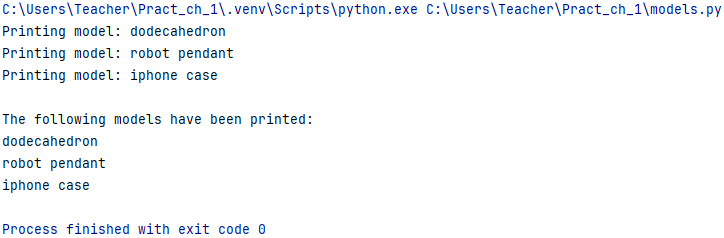 C:\Users\Teacher\Pract_ch_1\.venv\Scripts\python.exe C:\Users\Teacher\Pract_ch_1\models.py
Printing model: dodecahedron
Printing model: robot pendant
Printing model: iphone case
The following models have been printed:
dodecahedron
robot pendant
iphone case
Process finished with exit code 0